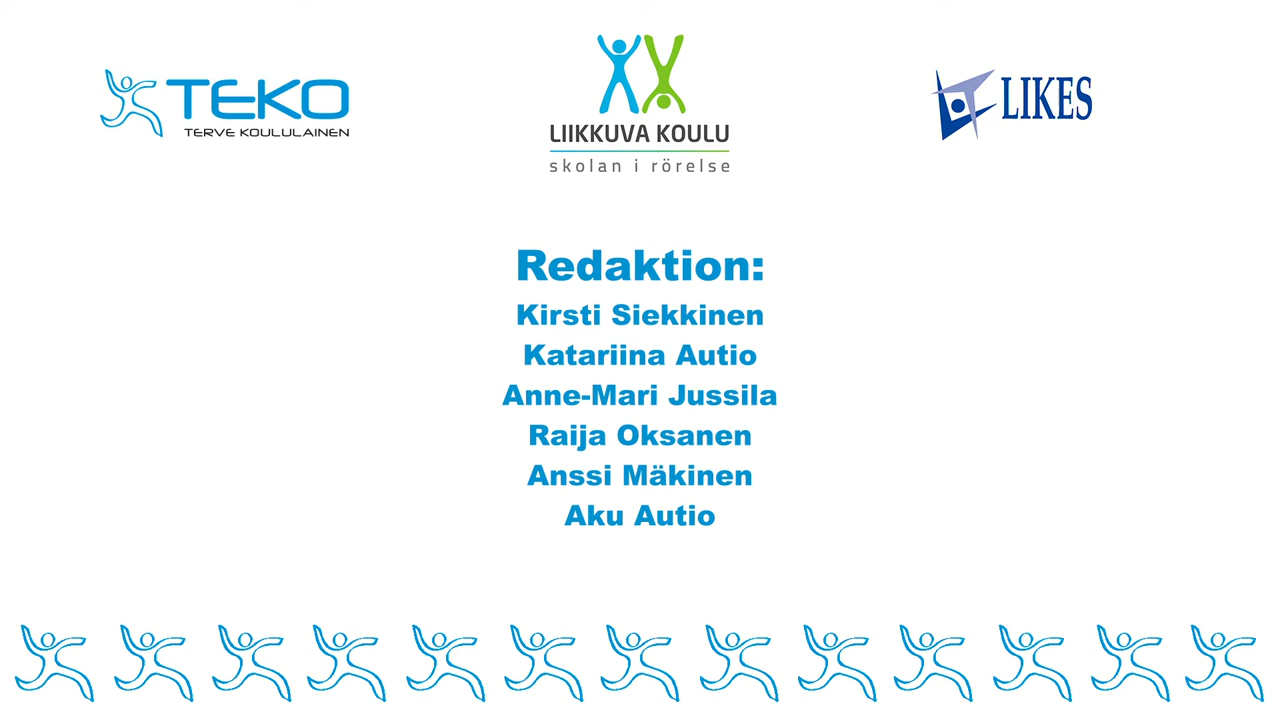 TEKO
TERVE KOULULAINEN
LIIKKUVA KOULU
skolan i rörelse
LIKES
Redaktion:
Kirsti Siekkinen
Katariina Autio
Anne-Mari Jussila
Raija Oksanen
Anssi Mäkinen
Aku Autio